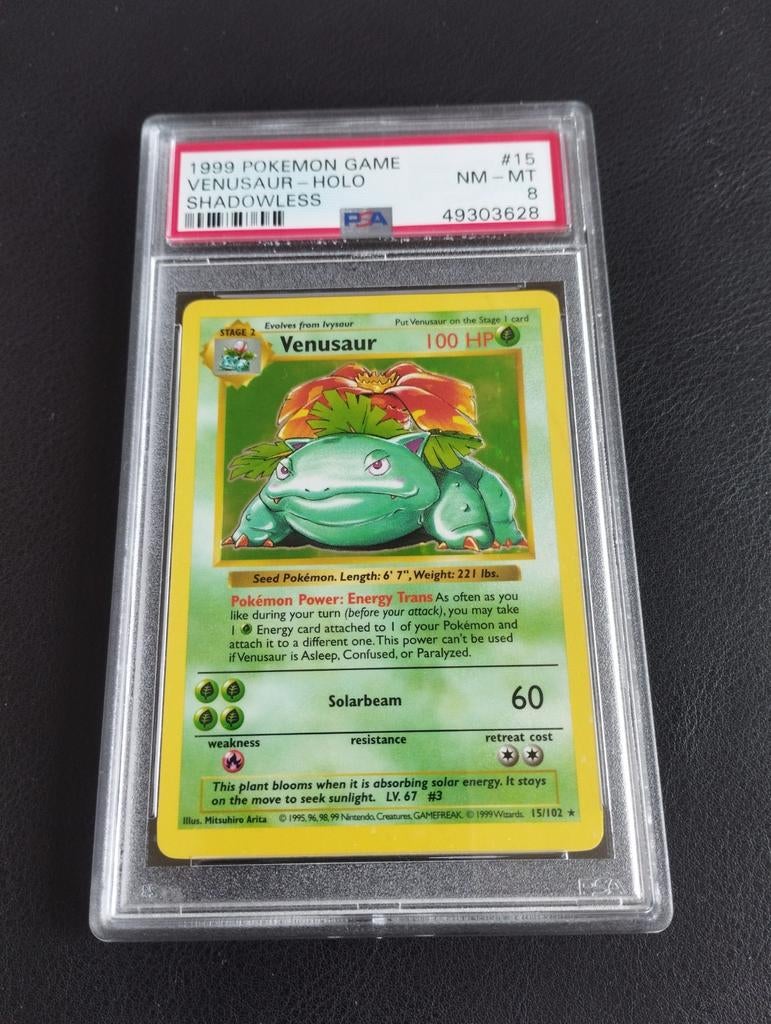 1999 POKEMON GAME #15
VENUSAUR - HOLO NM - MT
SHADOWLESS 8
PSA 49303628
STAGE 2 Evolves from Ivysaur Put Venusaur on the Stage 1 card
Venusaur 100 HP
Seed Pokémon. Length: 6' 7", Weight: 221 lbs.
Pokémon Power: Energy Trans As often as you
like during your turn (before your attack), you may take
1 Energy card attached to 1 of your Pokémon and
attach it to a different one. This power can't be used
if Venusaur is Asleep, Confused, or Paralyzed.
Solarbeam 60
weakness resistance retreat cost
This plant blooms when it is absorbing solar energy. It stays
on the move to seek sunlight. LV. 67 #3
Illus. Mitsuhiro Arita © 1995, 96, 98, 99 Nintendo, Creatures, GAMEFREAK. © 1999 Wizards. 15/102 ★
PSA